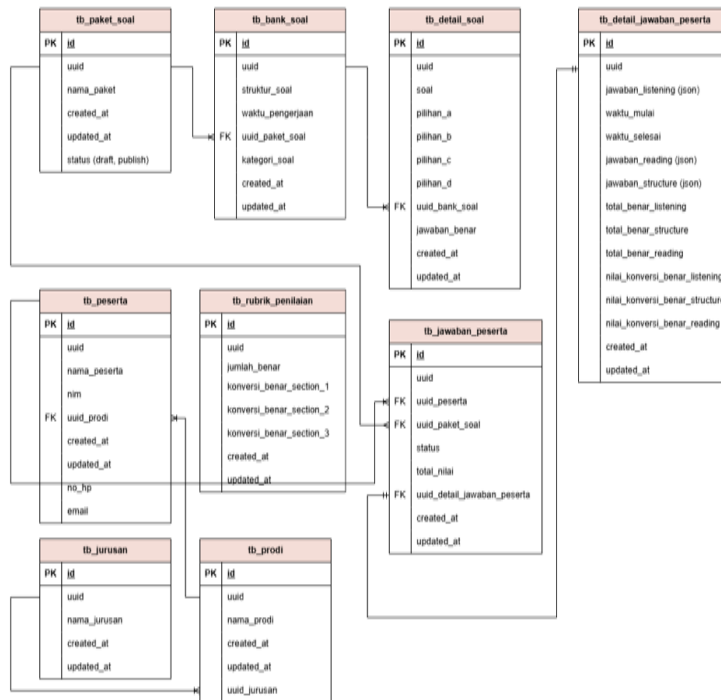 tb_paket_soal
PK id
uuid
nama_paket
created_at
updated_at
status (draft, publish)
tb_bank_soal
PK id
uuid
struktur_soal
waktu_pengerjaan
FK uuid_paket_soal
kategori_soal
created_at
updated_at
tb_detail_soal
PK id
uuid
soal
pilihan_a
pilihan_b
pilihan_c
pilihan_d
FK uuid_bank_soal
jawaban_benar
created_at
updated_at
tb_detail_jawaban_peserta
PK id
uuid
jawaban_listening (json)
waktu_mulai
waktu_selesai
jawaban_reading (json)
jawaban_structure (json)
total_benar_listening
total_benar_structure
total_benar_reading
nilai_konversi_benar_listening
nilai_konversi_benar_structure
nilai_konversi_benar_reading
created_at
updated_at
tb_peserta
PK id
uuid
nama_peserta
nim
FK uuid_prodi
created_at
updated_at
no_hp
email
tb_rubrik_penilaian
PK id
uuid
jumlah_benar
konversi_benar_section_1
konversi_benar_section_2
konversi_benar_section_3
created_at
updated_at
tb_jawaban_peserta
PK id
uuid
FK uuid_peserta
FK uuid_paket_soal
status
total_nilai
FK uuid_detail_jawaban_peserta
created_at
updated_at
tb_jurusan
PK id
uuid
nama_jurusan
created_at
updated_at
tb_prodi
PK id
uuid
nama_prodi
created_at
updated_at
uuid_jurusan